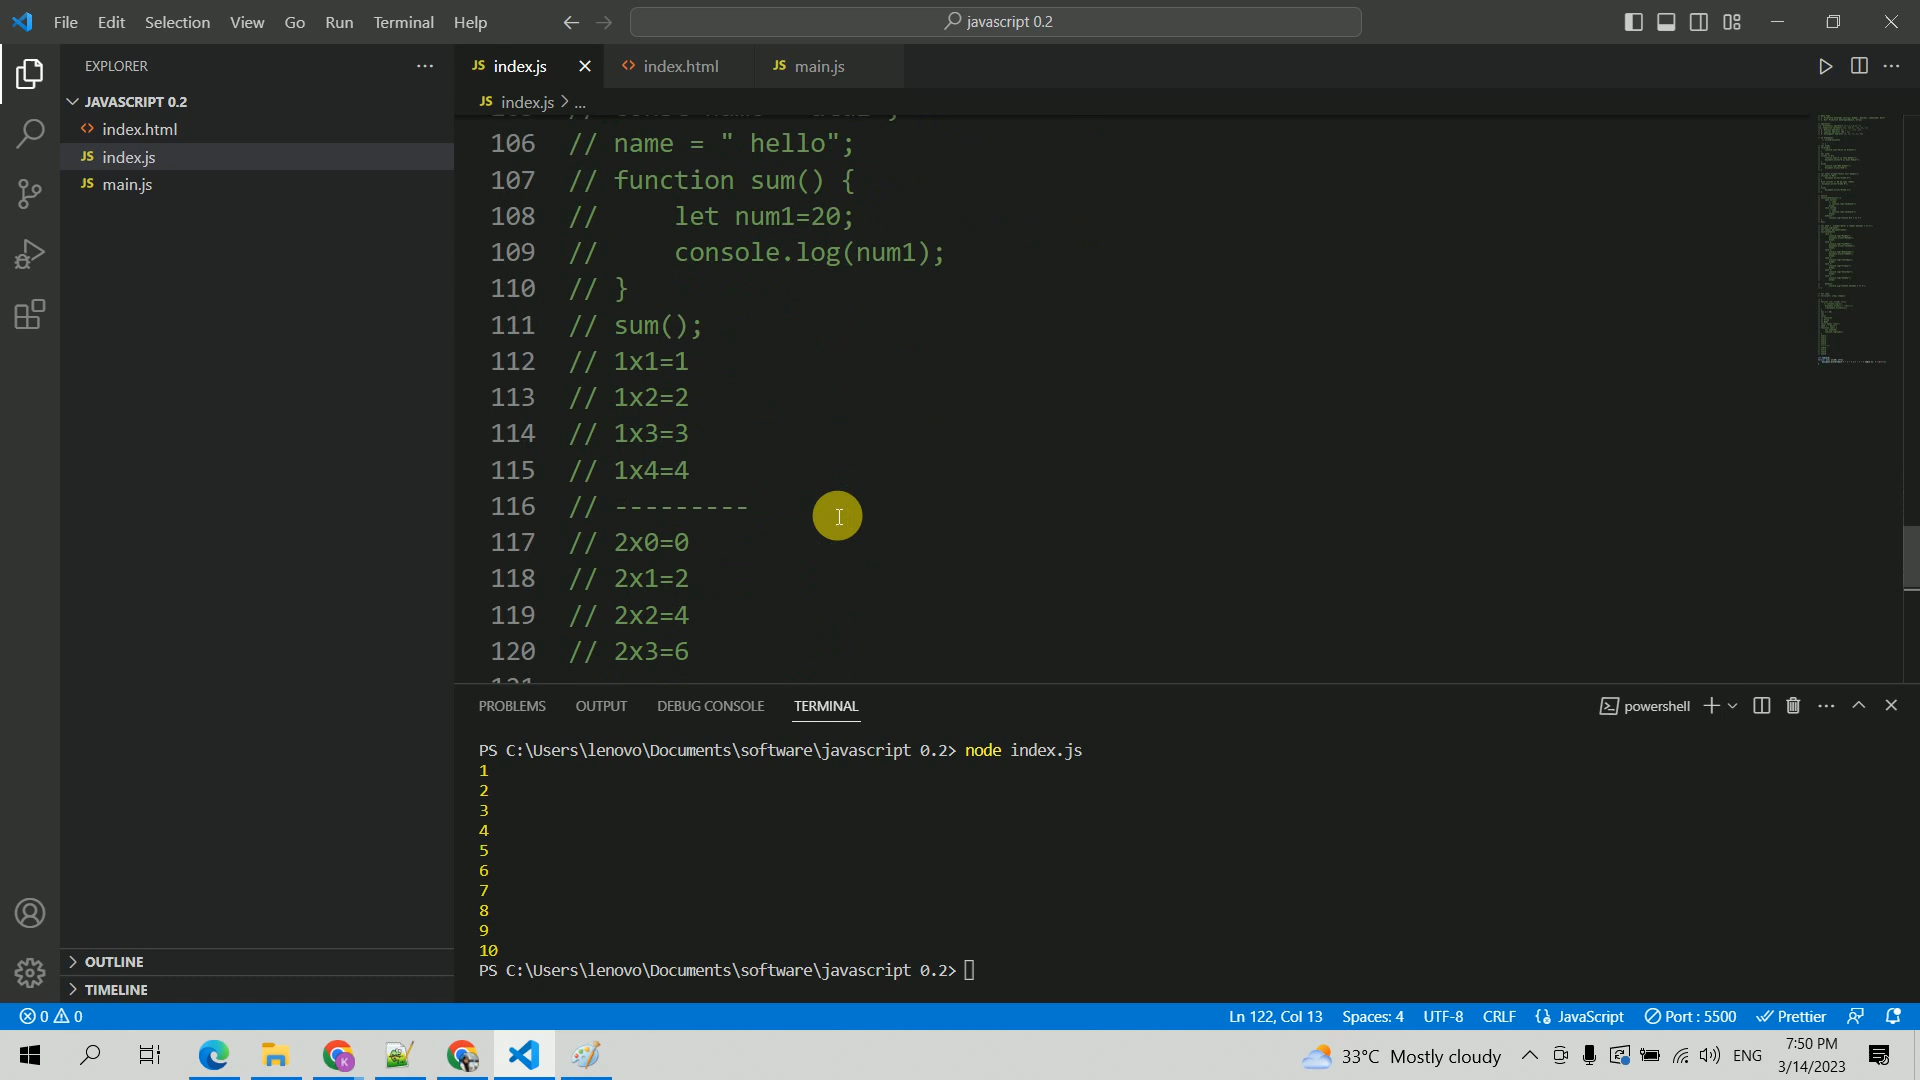 File Edit Selection View Go Run Terminal Help
javascript 0.2
EXPLORER
JAVASCRIPT 0.2
index.html
JS index.js
JS main.js
OUTLINE
TIMELINE
JS index.js
index.html
JS main.js
JS index.js > ...
106 // name = " hello";
107 // function sum() {
108 // let num1=20;
109 // console.log(num1);
110 // }
111 // sum();
112 // 1x1=1
113 // 1x2=2
114 // 1x3=3
115 // 1x4=4
116 // ---------
117 // 2x0=0
118 // 2x1=2
119 // 2x2=4
120 // 2x3=6
PROBLEMS OUTPUT DEBUG CONSOLE TERMINAL
powershell
PS C:\Users\lenovo\Documents\software\javascript 0.2> node index.js
1
2
3
4
5
6
7
8
9
10
PS C:\Users\lenovo\Documents\software\javascript 0.2>
0 0
Ln 122, Col 13 Spaces: 4 UTF-8 CRLF JavaScript Port : 5500 Prettier
33°C Mostly cloudy
ENG
7:50 PM
3/14/2023